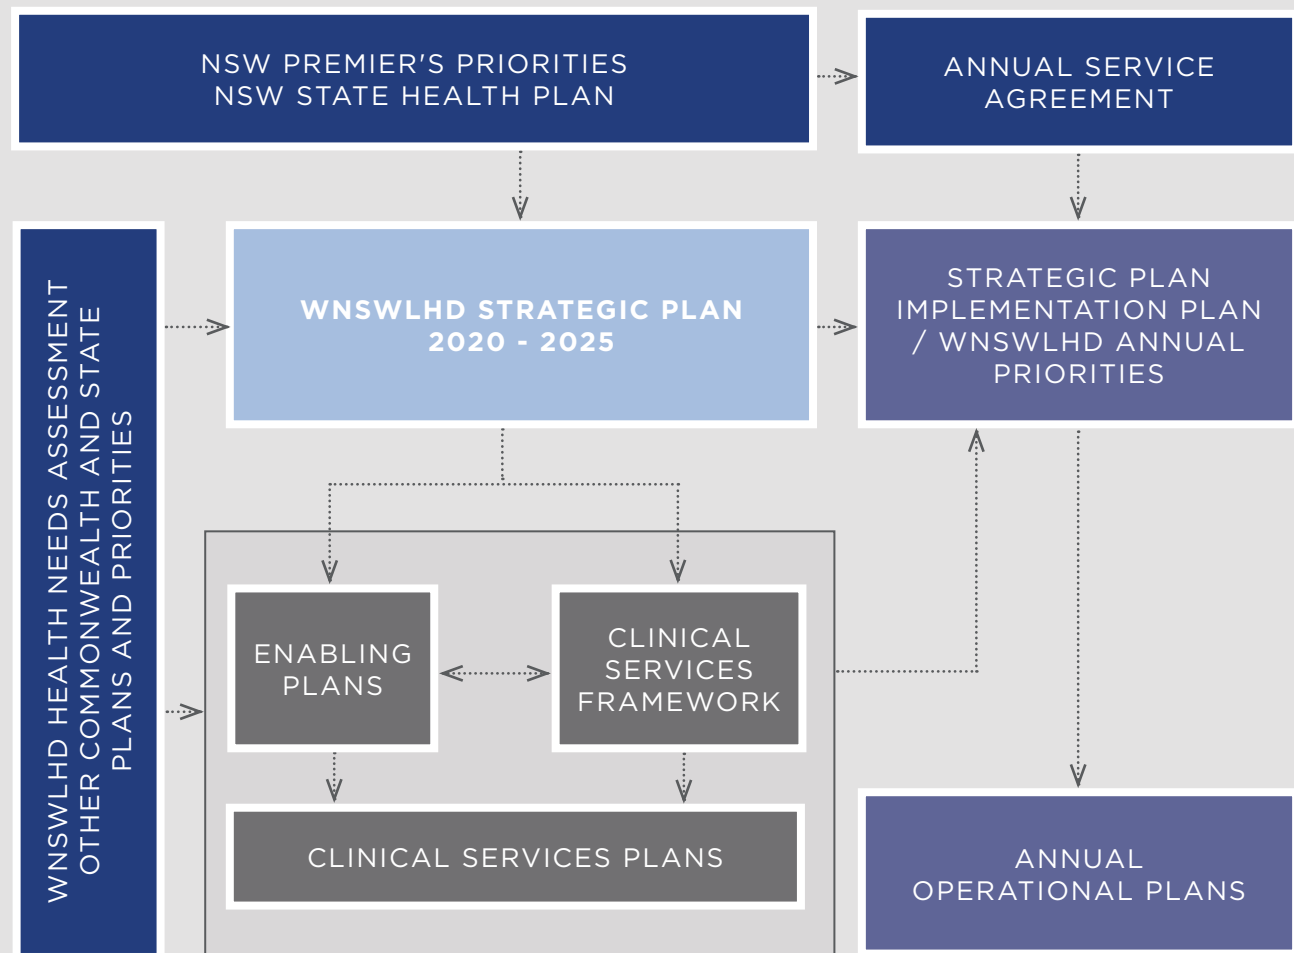 NSW PREMIER'S PRIORITIES
NSW STATE HEALTH PLAN
ANNUAL SERVICE
AGREEMENT
WNSWLHD HEALTH NEEDS ASSESSMENT
OTHER COMMONWEALTH AND STATE
PLANS AND PRIORITIES
WNSWLHD STRATEGIC PLAN
2020 - 2025
STRATEGIC PLAN
IMPLEMENTATION PLAN
/ WNSWLHD ANNUAL
PRIORITIES
ENABLING
PLANS
CLINICAL
SERVICES
FRAMEWORK
CLINICAL SERVICES PLANS
ANNUAL
OPERATIONAL PLANS